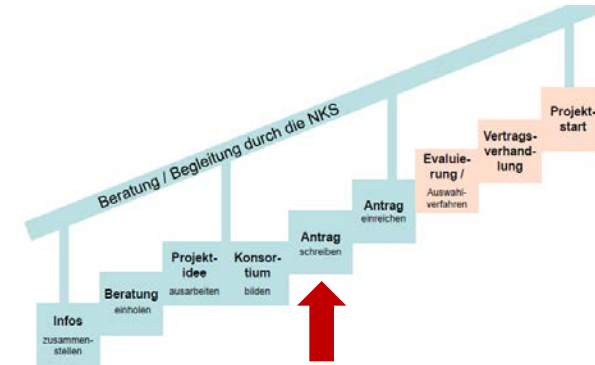 Beratung / Begleitung durch die NKS
Infos
zusammen-
stellen
Beratung
einholen
Projekt-
idee
ausarbeiten
Konsor-
tium
bilden
Antrag
schreiben
Antrag
einreichen
Evaluie-
rung /
Auswahl-
verfahren
Vertrags-
verhand-
lung
Projekt-
start